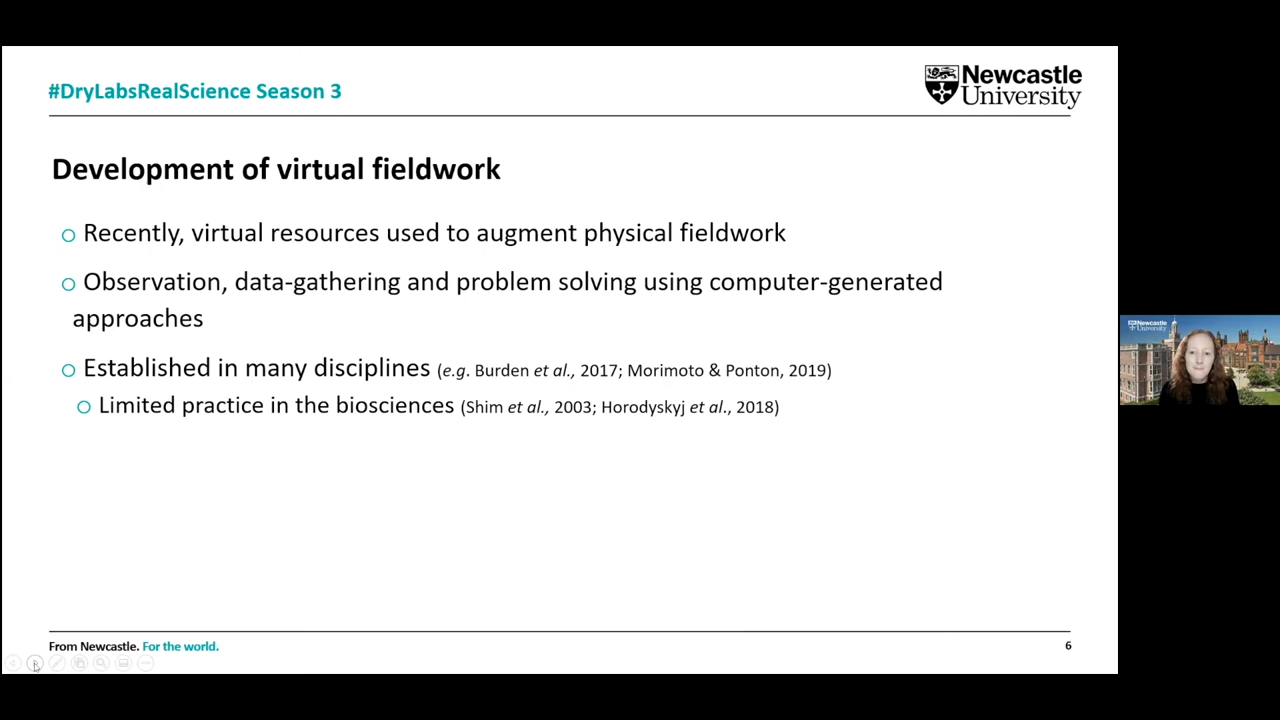 #DryLabsRealScience Season 3
Newcastle
University
Development of virtual fieldwork
Recently, virtual resources used to augment physical fieldwork
Observation, data-gathering and problem solving using computer-generated
approaches
Established in many disciplines (e.g. Burden et al., 2017; Morimoto & Ponton, 2019)
Limited practice in the biosciences (Shim et al., 2003; Horodyskyj et al., 2018)
Newcastle
University
From Newcastle. For the world.
6